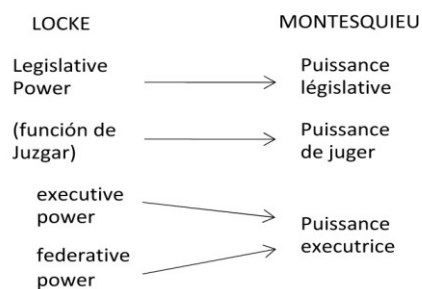 LOCKE
MONTESQUIEU
Legislative
Power
Puissance
législative
(función de
Juzgar)
Puissance
de juger
executive
power
federative
power
Puissance
executrice